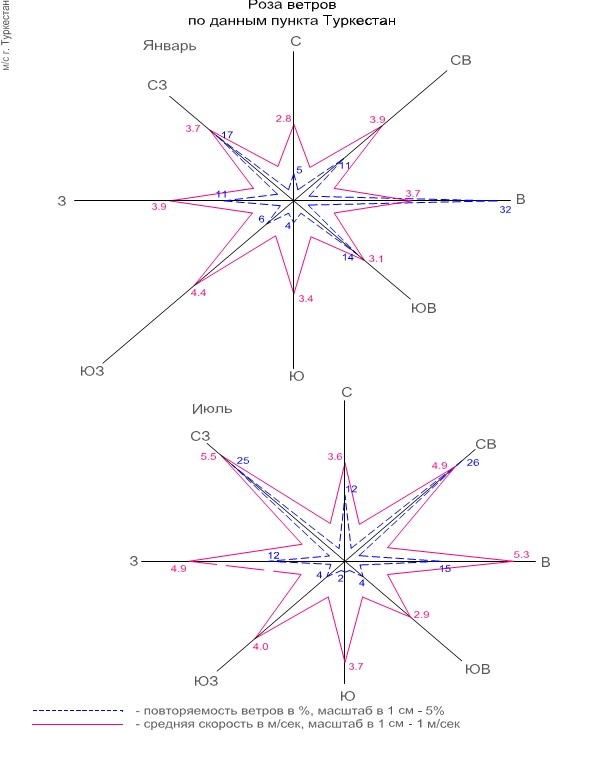 Роза ветров
по данным пункта Туркестан
м/с г. Туркестан
Январь
С
СВ
СЗ
2.8
3.9
3.7
17
11
5
11
3.7
З
В
3.9
32
6
4
14
3.1
4.4
3.4
ЮВ
ЮЗ
Ю
С
Июль
СЗ
СВ
5.5
25
3.6
4.9
26
12
12
5.3
З
В
4.9
15
4
2
4
2.9
4.0
3.7
ЮВ
ЮЗ
Ю
- повторяемость ветров в %, масштаб в 1 см - 5%
- средняя скорость в м/сек, масштаб в 1 см - 1 м/сек